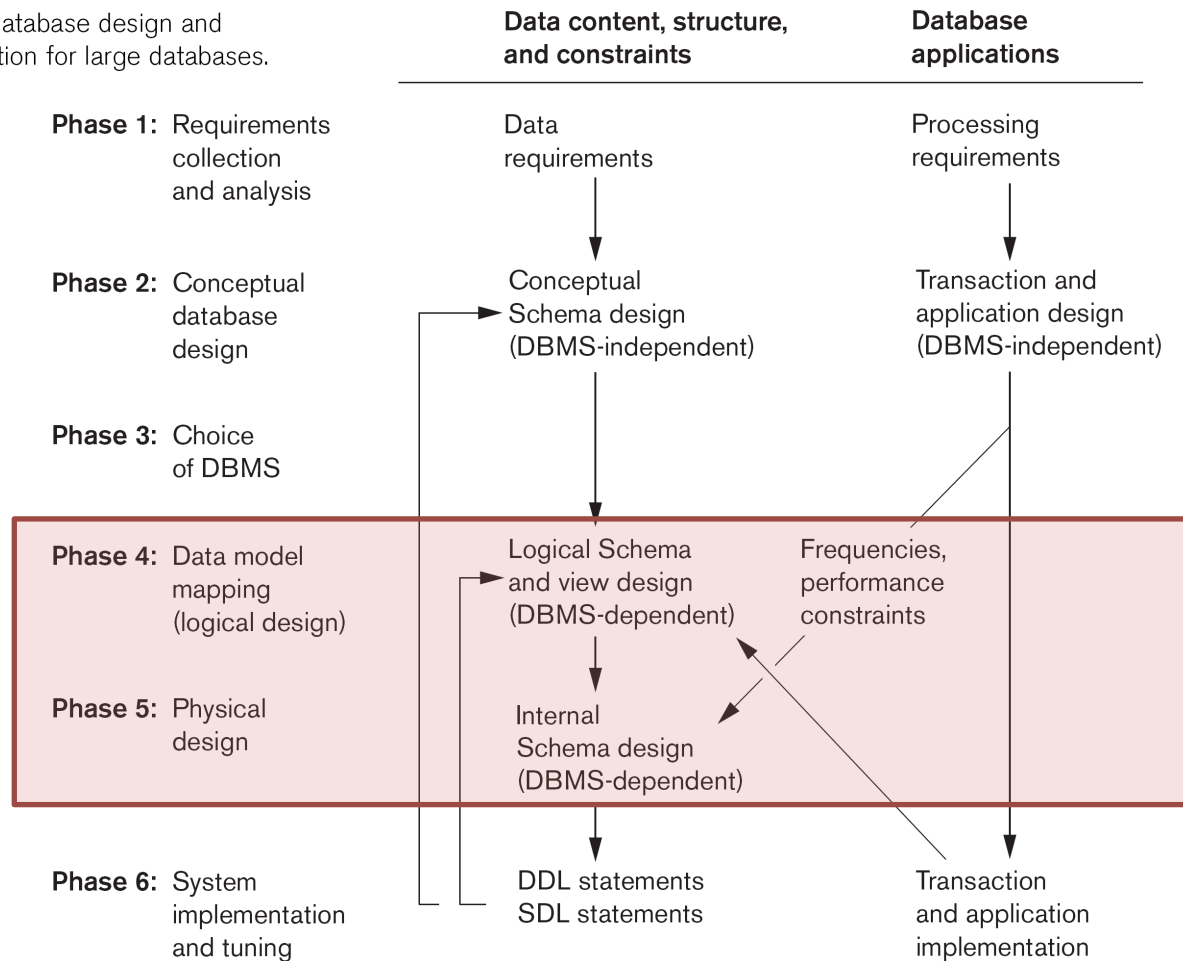 atabase design and
tion for large databases.
Data content, structure,
and constraints
Database
applications
Phase 1: Requirements
collection
and analysis
Data
requirements
Processing
requirements
Phase 2: Conceptual
database
design
Conceptual
Schema design
(DBMS-independent)
Transaction and
application design
(DBMS-independent)
Phase 3: Choice
of DBMS
Phase 4: Data model
mapping
(logical design)
Logical Schema
and view design
(DBMS-dependent)
Frequencies,
performance
constraints
Phase 5: Physical
design
Internal
Schema design
(DBMS-dependent)
Phase 6: System
implementation
and tuning
DDL statements
SDL statements
Transaction
and application
implementation